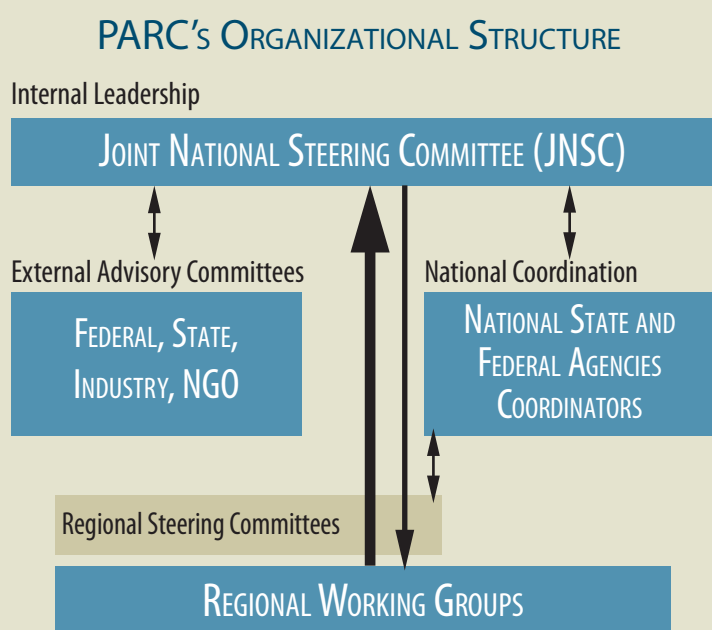 PARC's Organizational Structure
Internal Leadership
Joint National Steering Committee (JNSC)
External Advisory Committees
Federal, State,
Industry, NGO
National Coordination
National State and
Federal Agencies
Coordinators
Regional Steering Committees
Regional Working Groups